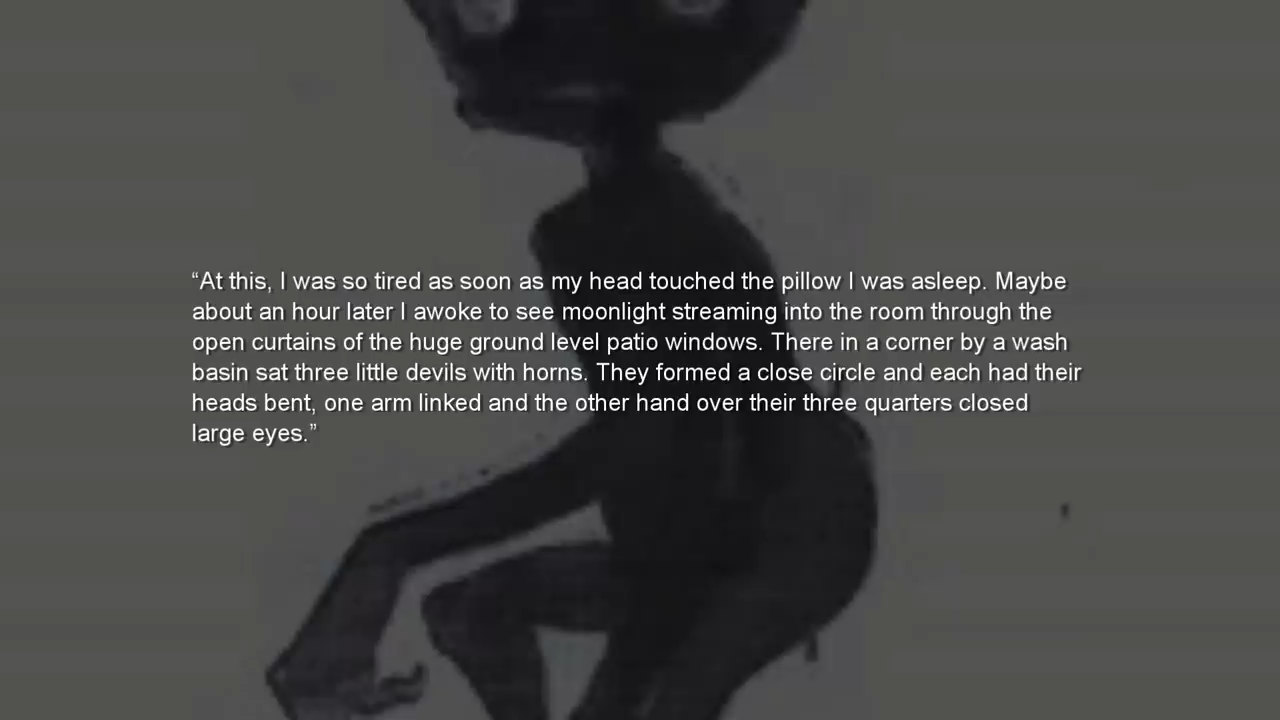 “At this, I was so tired as soon as my head touched the pillow I was asleep. Maybe
about an hour later I awoke to see moonlight streaming into the room through the
open curtains of the huge ground level patio windows. There in a corner by a wash
basin sat three little devils with horns. They formed a close circle and each had their
heads bent, one arm linked and the other hand over their three quarters closed
large eyes.”